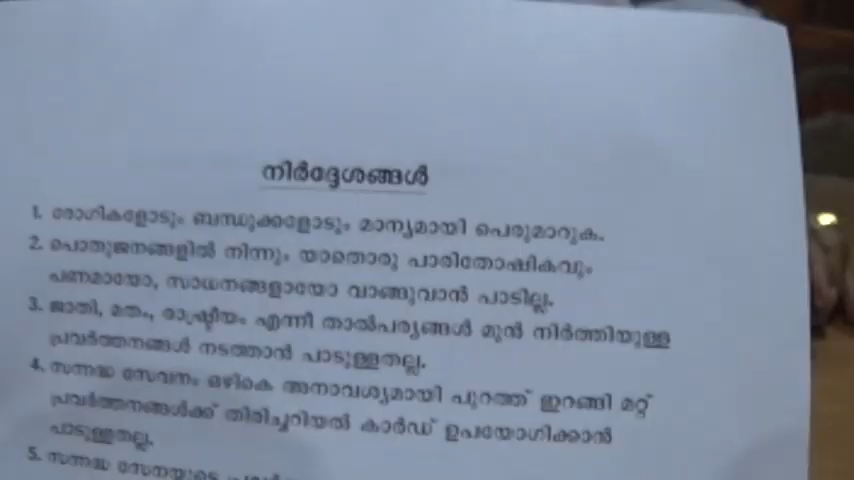 നിർദ്ദേശങ്ങൾ
1. രോഗികളോടും ബന്ധുക്കളോടും മാന്യമായി പെരുമാറുക.
2. പൊതുജനങ്ങളിൽ നിന്നും യാതൊരു പാരിതോഷികവും
പണമായോ, സാധനങ്ങളായോ വാങ്ങുവാൻ പാടില്ല.
3. ജാതി, മതം, രാഷ്ട്രീയം എന്നീ താൽപര്യങ്ങൾ മുൻ നിർത്തിയുള്ള
പ്രവർത്തനങ്ങൾ നടത്താൻ പാടുള്ളതല്ല.
4. സന്നദ്ധ സേവനം ഒഴികെ അനാവശ്യമായി പുറത്ത് ഇറങ്ങി മറ്റ്
പ്രവർത്തനങ്ങൾക്ക് തിരിച്ചറിയൽ കാർഡ് ഉപയോഗിക്കാൻ
പാടുള്ളതല്ല.
5. സന്നദ്ധ സേനയുടെ